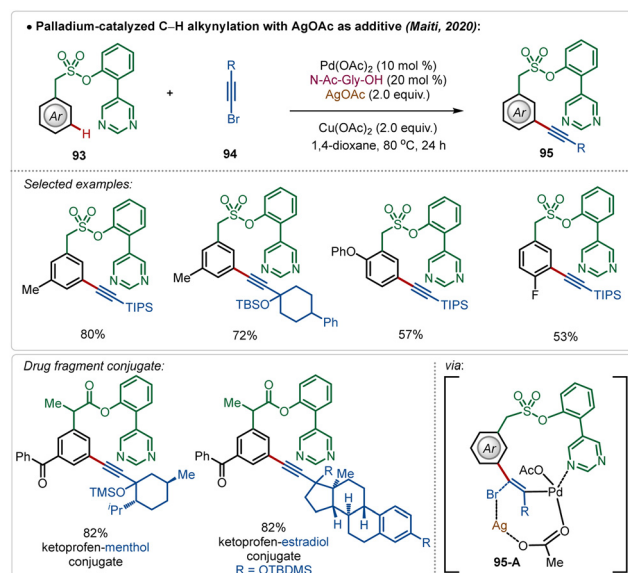 • Palladium-catalyzed C–H alkynylation with AgOAc as additive (Maiti, 2020):
O O
S
O
Ar
H
N N
93
+
R
Br
94
Pd(OAc)₂ (10 mol %)
N-Ac-Gly-OH (20 mol %)
AgOAc (2.0 equiv.)
Cu(OAc)₂ (2.0 equiv.)
1,4-dioxane, 80 ºC, 24 h
O O
S
O
Ar
N N
R
95
Selected examples:
O O
S
O
N N
Me
TIPS
80%
O O
S
O
N N
Me
TBSO
Ph
72%
O O
S
O
PhO
N N
TIPS
57%
O O
S
O
N N
F
TIPS
53%
Drug fragment conjugate:
O
Me
O
N N
Ph
O
TMSO
Me
ⁱPr
82%
ketoprofen-menthol
conjugate
O
Me
O
N N
Ph
O
R
Me
H
H H
R
82%
ketoprofen-estradiol
conjugate
R = OTBDMS
via:
O O
S
O
Ar
N
N
AcO
Pd
Br
R
Ag
O
O
Me
95-A